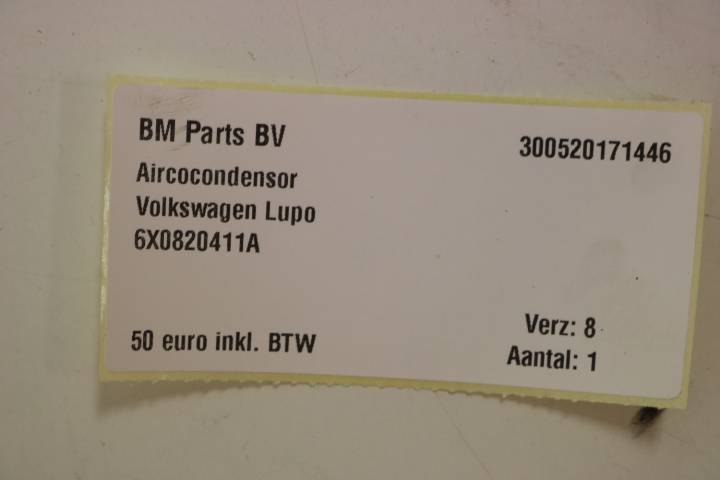 BM Parts BV
300520171446
Aircocondensor
Volkswagen Lupo
6X0820411A
Verz: 8
50 euro inkl. BTW
Aantal: 1